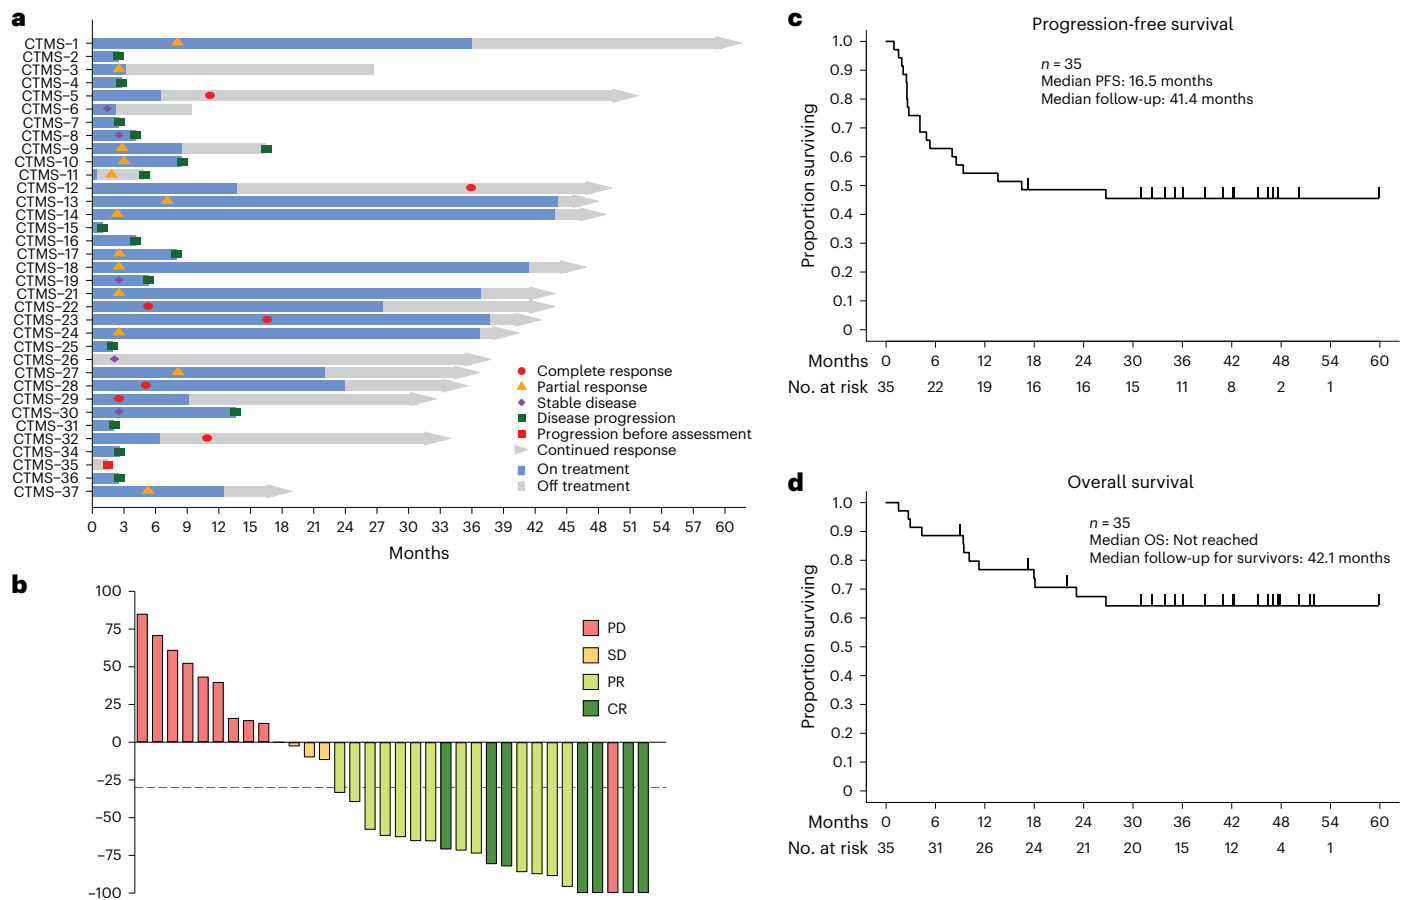 a
CTMS–1
CTMS–2
CTMS–3
CTMS–4
CTMS–5
CTMS–6
CTMS–7
CTMS–8
CTMS–9
CTMS–10
CTMS–11
CTMS–12
CTMS–13
CTMS–14
CTMS–15
CTMS–16
CTMS–17
CTMS–18
CTMS–19
CTMS–21
CTMS–22
CTMS–23
CTMS–24
CTMS–25
CTMS–26
CTMS–27
CTMS–28
CTMS–29
CTMS–30
CTMS–31
CTMS–32
CTMS–34
CTMS–35
CTMS–36
CTMS–37
Complete response
Partial response
Stable disease
Disease progression
Progression before assessment
Continued response
On treatment
Off treatment
0 3 6 9 12 15 18 21 24 27 30 33 36 39 42 45 48 51 54 57 60
Months
b
100
75
50
25
0
–25
–50
–75
–100
PD
SD
PR
CR
c
Progression-free survival
n = 35
Median PFS: 16.5 months
Median follow-up: 41.4 months
Proportion surviving
1.0
0.9
0.8
0.7
0.6
0.5
0.4
0.3
0.2
0.1
0
Months 0 6 12 18 24 30 36 42 48 54 60
No. at risk 35 22 19 16 16 15 11 8 2 1
d
Overall survival
n = 35
Median OS: Not reached
Median follow-up for survivors: 42.1 months
Proportion surviving
1.0
0.9
0.8
0.7
0.6
0.5
0.4
0.3
0.2
0.1
0
Months 0 6 12 18 24 30 36 42 48 54 60
No. at risk 35 31 26 24 21 20 15 12 4 1